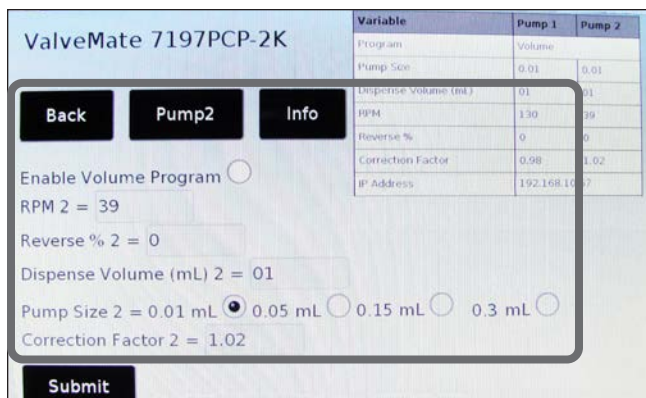 ValveMate 7197PCP-2K
Variable Pump 1 Pump 2
Program Volume
Pump Size 0.01 0.01
Dispense Volume (mL) 01 01
RPM 130 39
Reverse % 0 0
Correction Factor 0.98 1.02
IP Address
Back Pump2 Info
Enable Volume Program
RPM 2 = 39
Reverse % 2 = 0
Dispense Volume (mL) 2 = 01
Pump Size 2 = 0.01 mL 0.05 mL 0.15 mL 0.3 mL
Correction Factor 2 = 1.02
Submit